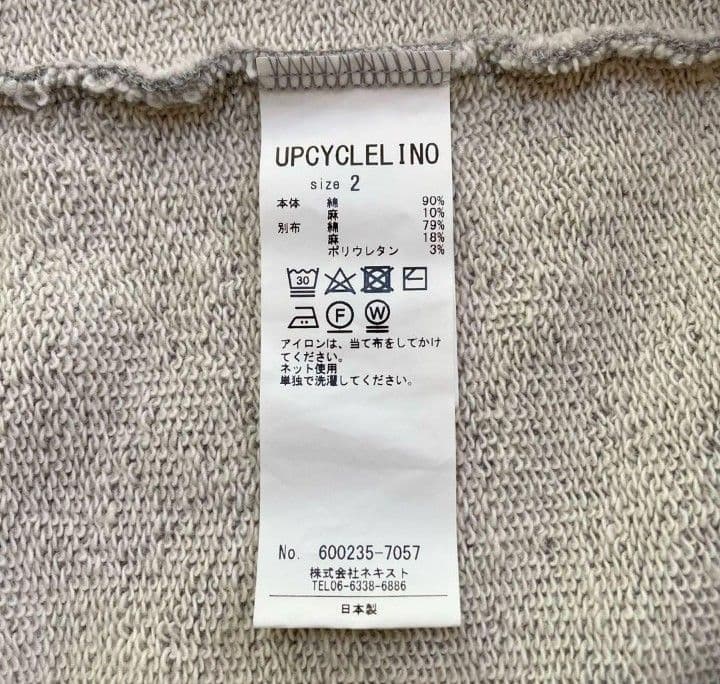 UPCYCLELINO
size 2
本体 綿 90%
麻 10%
別布 綿 79%
麻 18%
ポリウレタン 3%
30
F W
アイロンは、当て布をしてかけ
てください。
ネット使用
単独で洗濯してください。
No. 600235-7057
株式会社ネキスト
TEL06-6338-6886
日本製